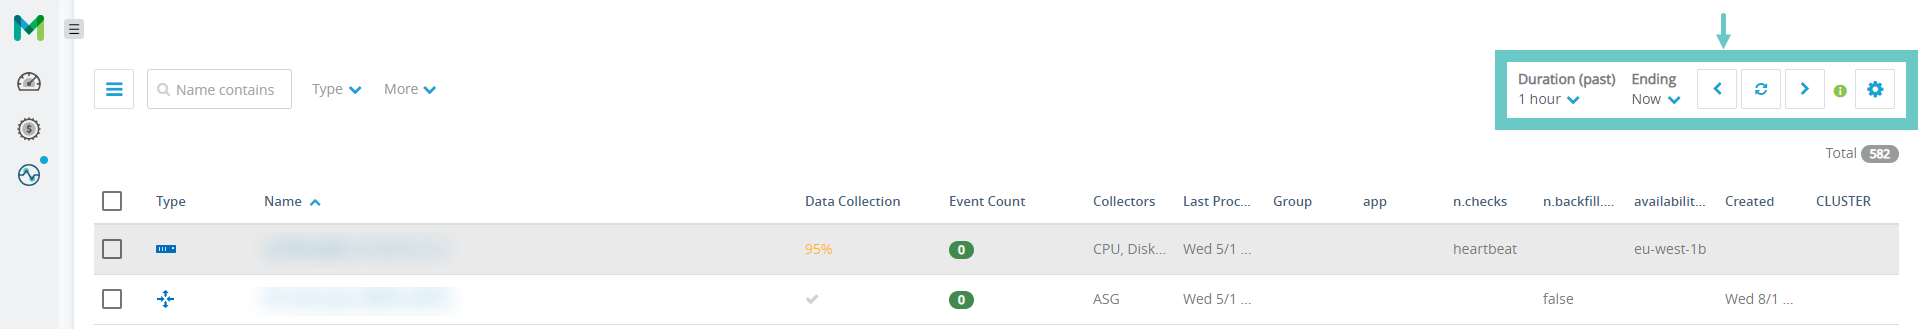 Name contains Type More
Duration (past) Ending
1 hour Now
Total 582
Type Name Data Collection Event Count Collectors Last Proc... Group app n.checks n.backfill.... availabilit... Created CLUSTER
95% 0 CPU, Disk... Wed 5/1 ... heartbeat eu-west-1b
0 ASG Wed 5/1 ... false Wed 8/1 ...